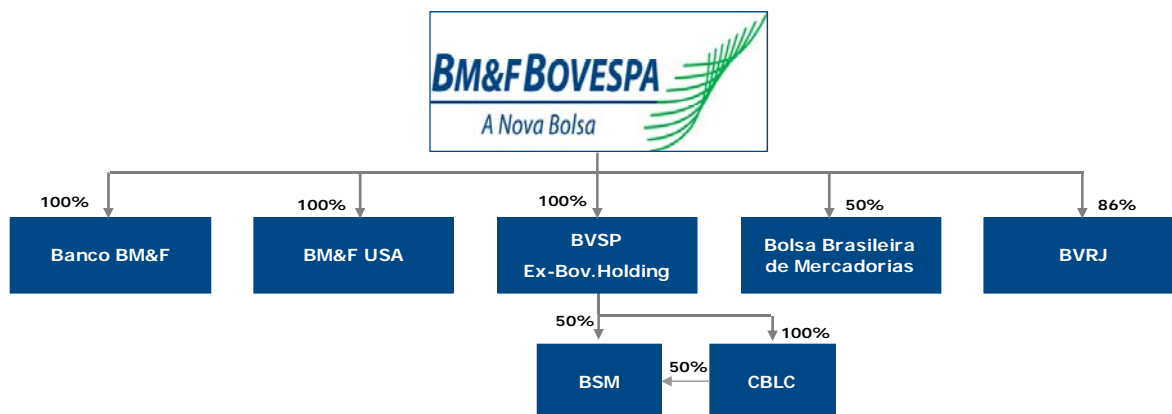 BM&FBOVESPA
A Nova Bolsa
100%
100%
100%
50%
86%
Banco BM&F
BM&F USA
BVSP
Ex-Bov.Holding
Bolsa Brasileira
de Mercadorias
BVRJ
50%
100%
BSM
50%
CBLC